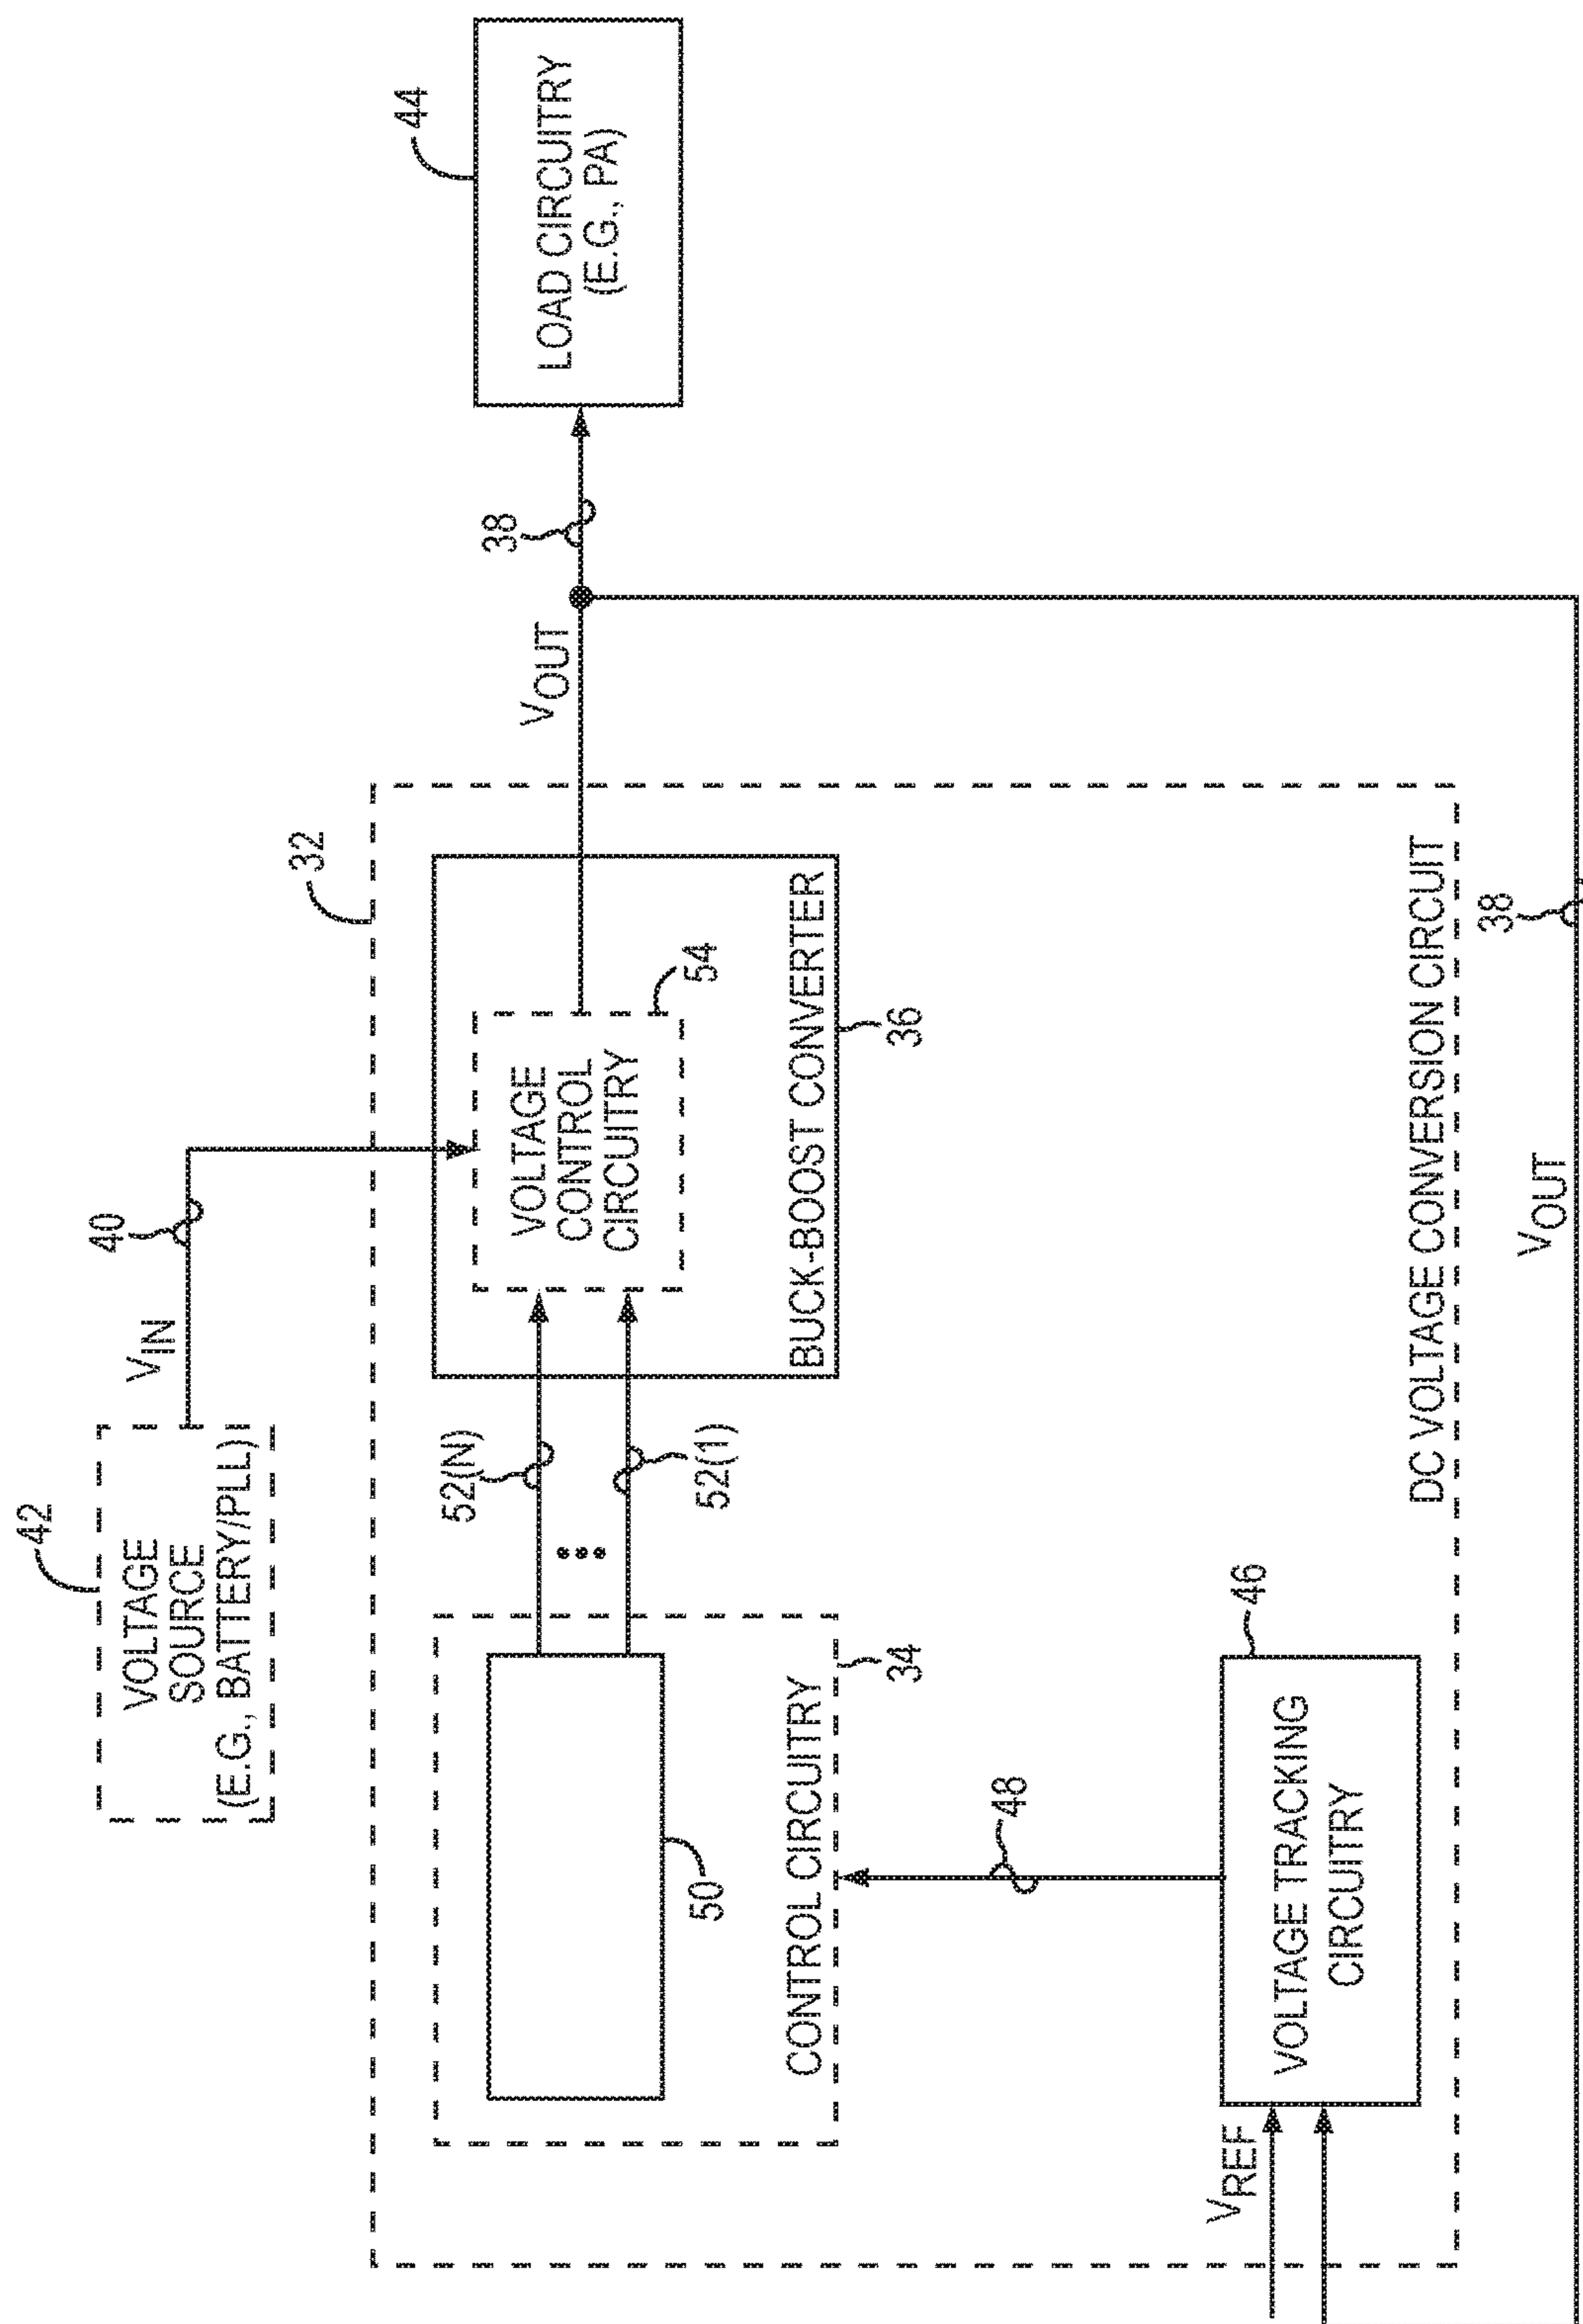 42
VOLTAGE
SOURCE
(E.G., BATTERY/PLL)
VIN
40
32
50
CONTROL CIRCUITRY
34
52(N)
52(1)
VOLTAGE
CONTROL
CIRCUITRY
54
BUCK-BOOST CONVERTER
36
VOUT
38
44
LOAD CIRCUITRY
(E.G., PA)
48
VREF
VOLTAGE TRACKING
CIRCUITRY
46
DC VOLTAGE CONVERSION CIRCUIT
VOUT
38